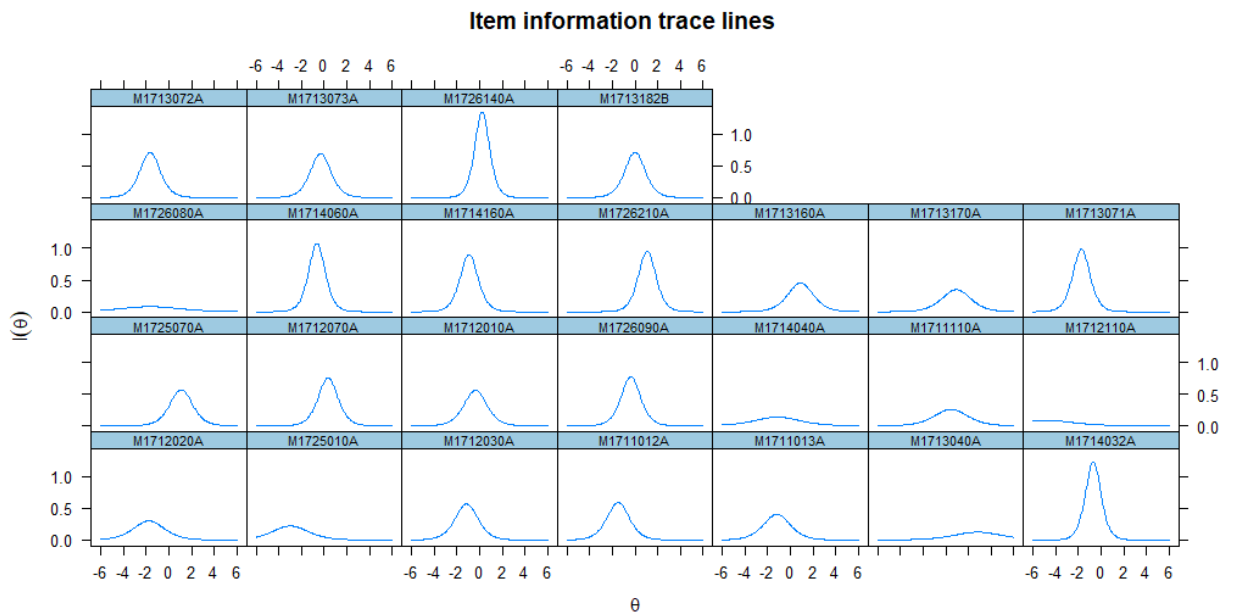 Item information trace lines
-6 -4 -2 0 2 4 6 -6 -4 -2 0 2 4 6
M1713072A M1713073A M1726140A M1713182B
1.0
0.5
0.0
M1726080A M1714060A M1714160A M1726210A M1713160A M1713170A M1713071A
1.0
0.5
0.0
I(θ)
M1725070A M1712070A M1712010A M1726090A M1714040A M1711110A M1712110A
1.0
0.5
0.0
M1712020A M1725010A M1712030A M1711012A M1711013A M1713040A M1714032A
1.0
0.5
0.0
-6 -4 -2 0 2 4 6 -6 -4 -2 0 2 4 6 -6 -4 -2 0 2 4 6 -6 -4 -2 0 2 4 6
θ